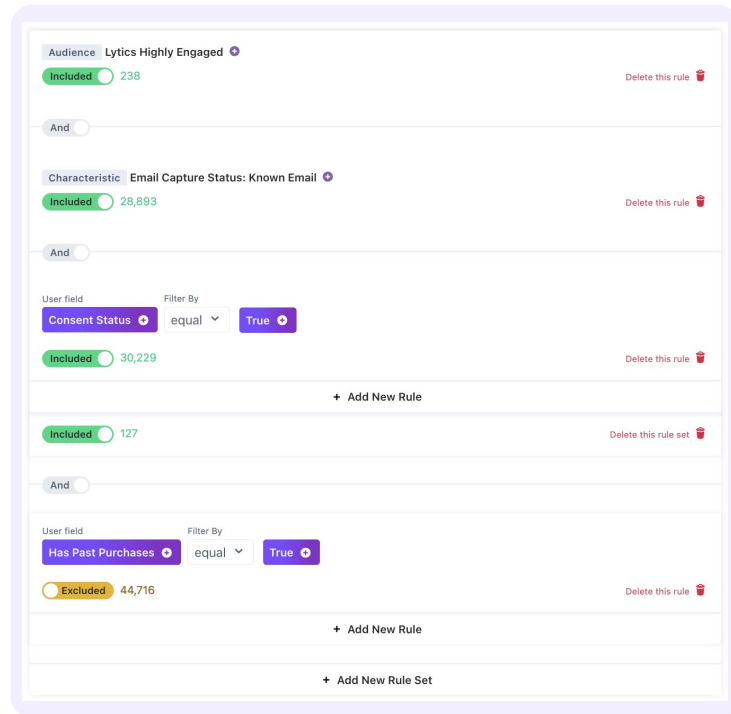 Audience Lytics Highly Engaged
Included 238 Delete this rule
And
Characteristic Email Capture Status: Known Email
Included 28,893 Delete this rule
And
User field Filter By
Consent Status equal True
Included 30,229 Delete this rule
+ Add New Rule
Included 127 Delete this rule set
And
User field Filter By
Has Past Purchases equal True
Excluded 44,716 Delete this rule
+ Add New Rule
+ Add New Rule Set